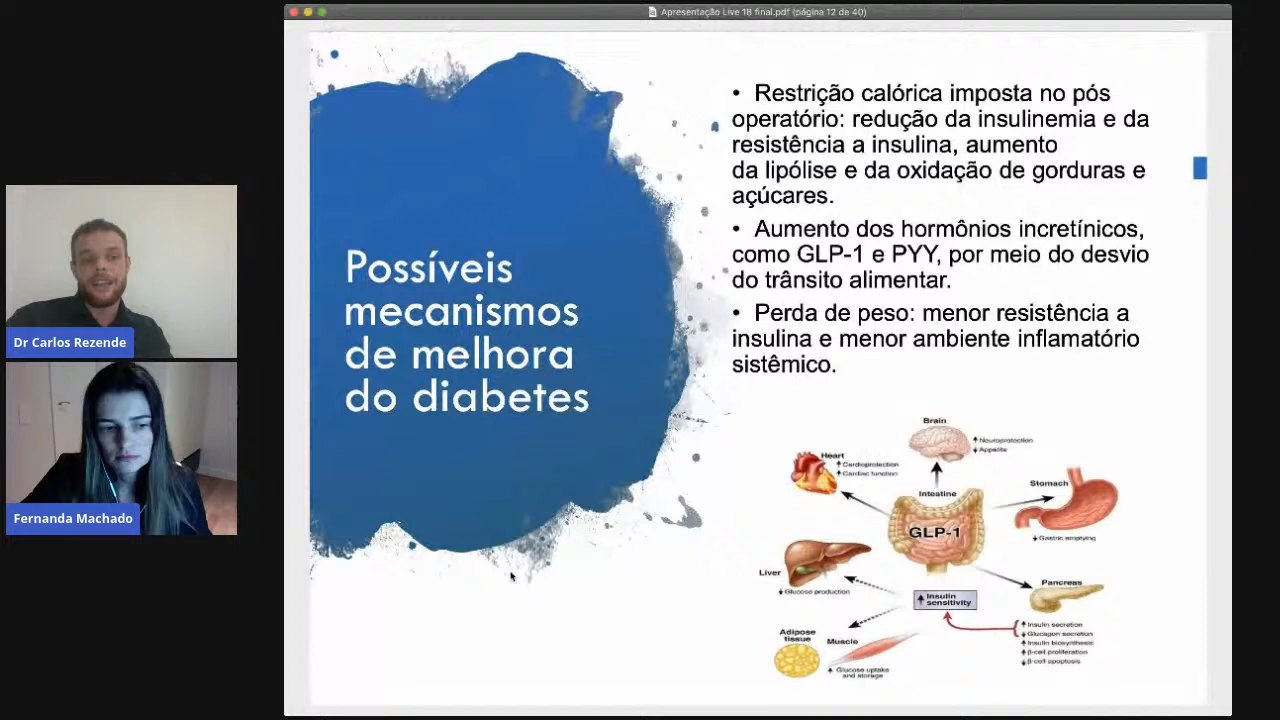 Apresentação Live 18 final.pdf (página 12 de 40)
Possíveis
mecanismos
de melhora
do diabetes
• Restrição calórica imposta no pós
operatório: redução da insulinemia e da
resistência a insulina, aumento
da lipólise e da oxidação de gorduras e
açúcares.
• Aumento dos hormônios incretínicos,
como GLP-1 e PYY, por meio do desvio
do trânsito alimentar.
• Perda de peso: menor resistência a
insulina e menor ambiente inflamatório
sistêmico.
Brain
↑ Neuroprotection
↓ Appetite
Heart
↑ Cardioprotection
↑ Cardiac function
Intestine
GLP-1
Stomach
↓ Gastric emptying
Liver
↓ Glucose production
↑ Insulin
sensitivity
Pancreas
↑ Insulin secretion
↓ Glucagon secretion
↑ Insulin biosynthesis
↑ β-cell proliferation
↓ β-cell apoptosis
Adipose
tissue
Muscle
↑ Glucose uptake
and storage
Dr Carlos Rezende
Fernanda Machado